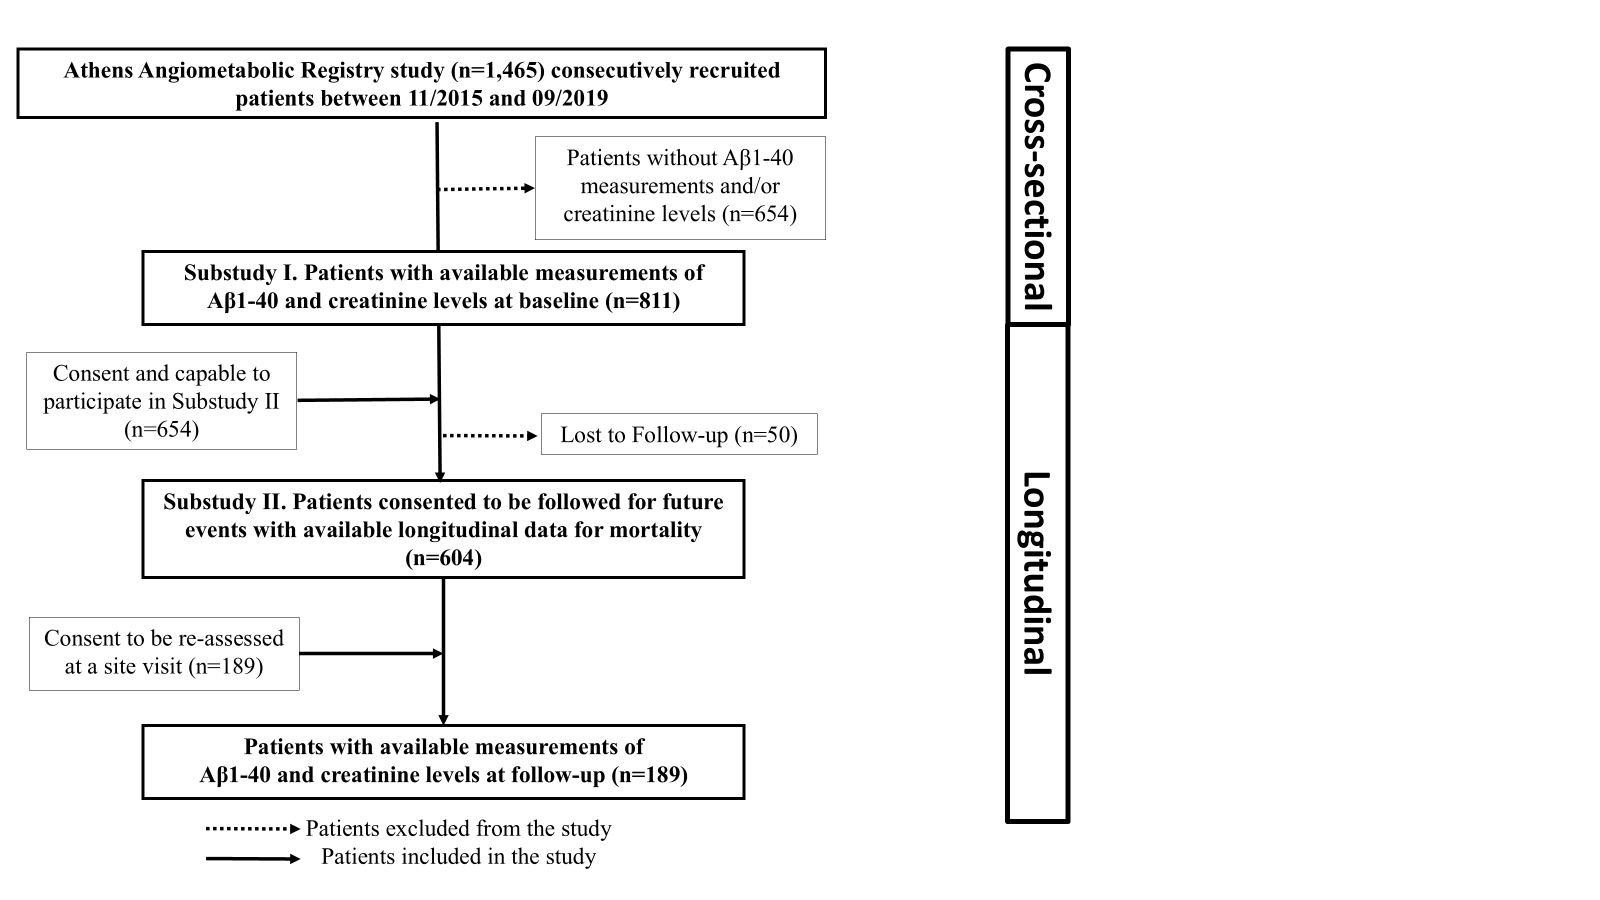 Athens Angiometabolic Registry study (n=1,465) consecutively recruited
patients between 11/2015 and 09/2019
Patients without Aβ1-40
measurements and/or
creatinine levels (n=654)
Substudy I. Patients with available measurements of
Aβ1-40 and creatinine levels at baseline (n=811)
Consent and capable to
participate in Substudy II
(n=654)
Lost to Follow-up (n=50)
Substudy II. Patients consented to be followed for future
events with available longitudinal data for mortality
(n=604)
Consent to be re-assessed
at a site visit (n=189)
Patients with available measurements of
Aβ1-40 and creatinine levels at follow-up (n=189)
Patients excluded from the study
Patients included in the study
Cross-sectional
Longitudinal